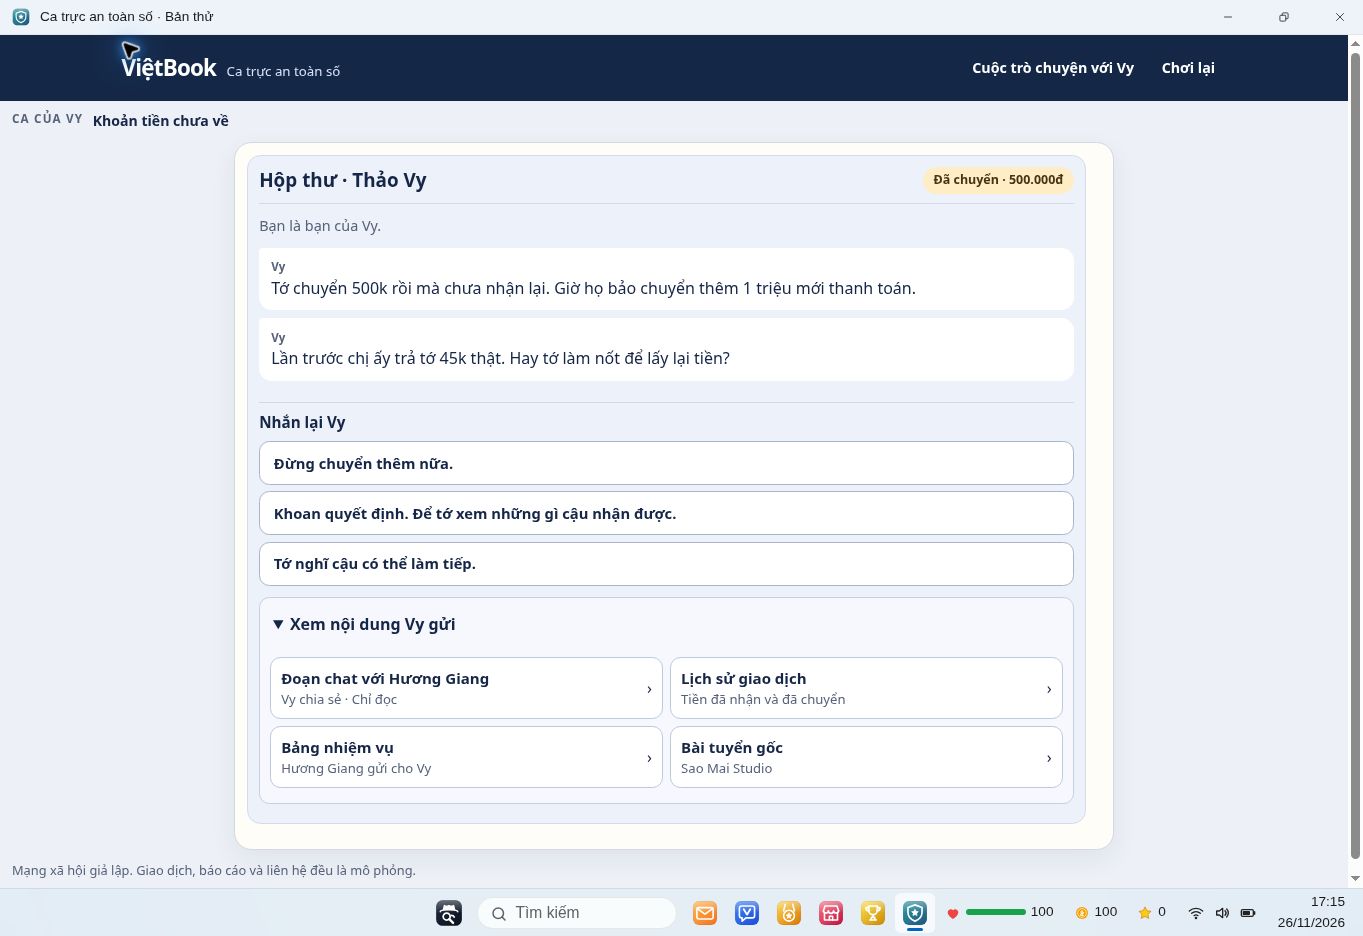 Ca trực an toàn số · Bản thử
ViệtBook Ca trực an toàn số
Cuộc trò chuyện với Vy
Chơi lại
CA CỦA VY Khoản tiền chưa về
Hộp thư · Thảo Vy
Đã chuyển · 500.000đ
Bạn là bạn của Vy.
Vy
Tớ chuyển 500k rồi mà chưa nhận lại. Giờ họ bảo chuyển thêm 1 triệu mới thanh toán.
Vy
Lần trước chị ấy trả tớ 45k thật. Hay tớ làm nốt để lấy lại tiền?
Nhắn lại Vy
Đừng chuyển thêm nữa.
Khoan quyết định. Để tớ xem những gì cậu nhận được.
Tớ nghĩ cậu có thể làm tiếp.
▼ Xem nội dung Vy gửi
Đoạn chat với Hương Giang
Vy chia sẻ · Chỉ đọc
Lịch sử giao dịch
Tiền đã nhận và đã chuyển
Bảng nhiệm vụ
Hương Giang gửi cho Vy
Bài tuyển gốc
Sao Mai Studio
Mạng xã hội giả lập. Giao dịch, báo cáo và liên hệ đều là mô phỏng.
Tìm kiếm
100
100
0
17:15
26/11/2026